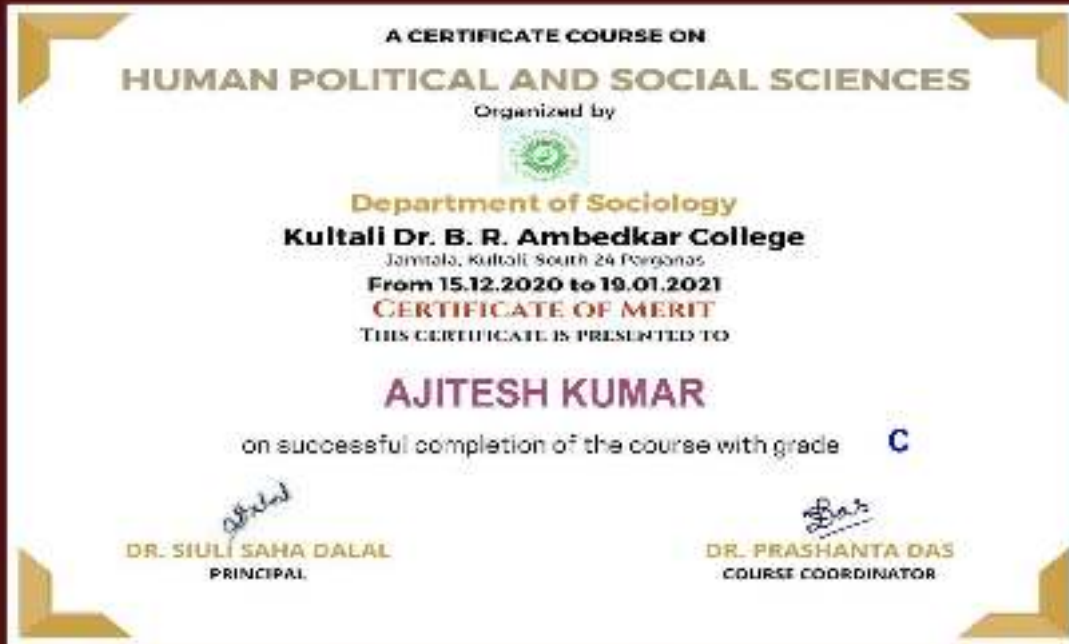 A CERTIFICATE COURSE ON
HUMAN POLITICAL AND SOCIAL SCIENCES
Organized by
Department of Sociology
Kultali Dr. B. R. Ambedkar College
Jamtala, Kultali, South 24 Parganas
From 15.12.2020 to 19.01.2021
CERTIFICATE OF MERIT
THIS CERTIFICATE IS PRESENTED TO
AJITESH KUMAR
on successful completion of the course with grade C
DR. SIULI SAHA DALAL
PRINCIPAL
Das
DR. PRASHANTA DAS
COURSE COORDINATOR